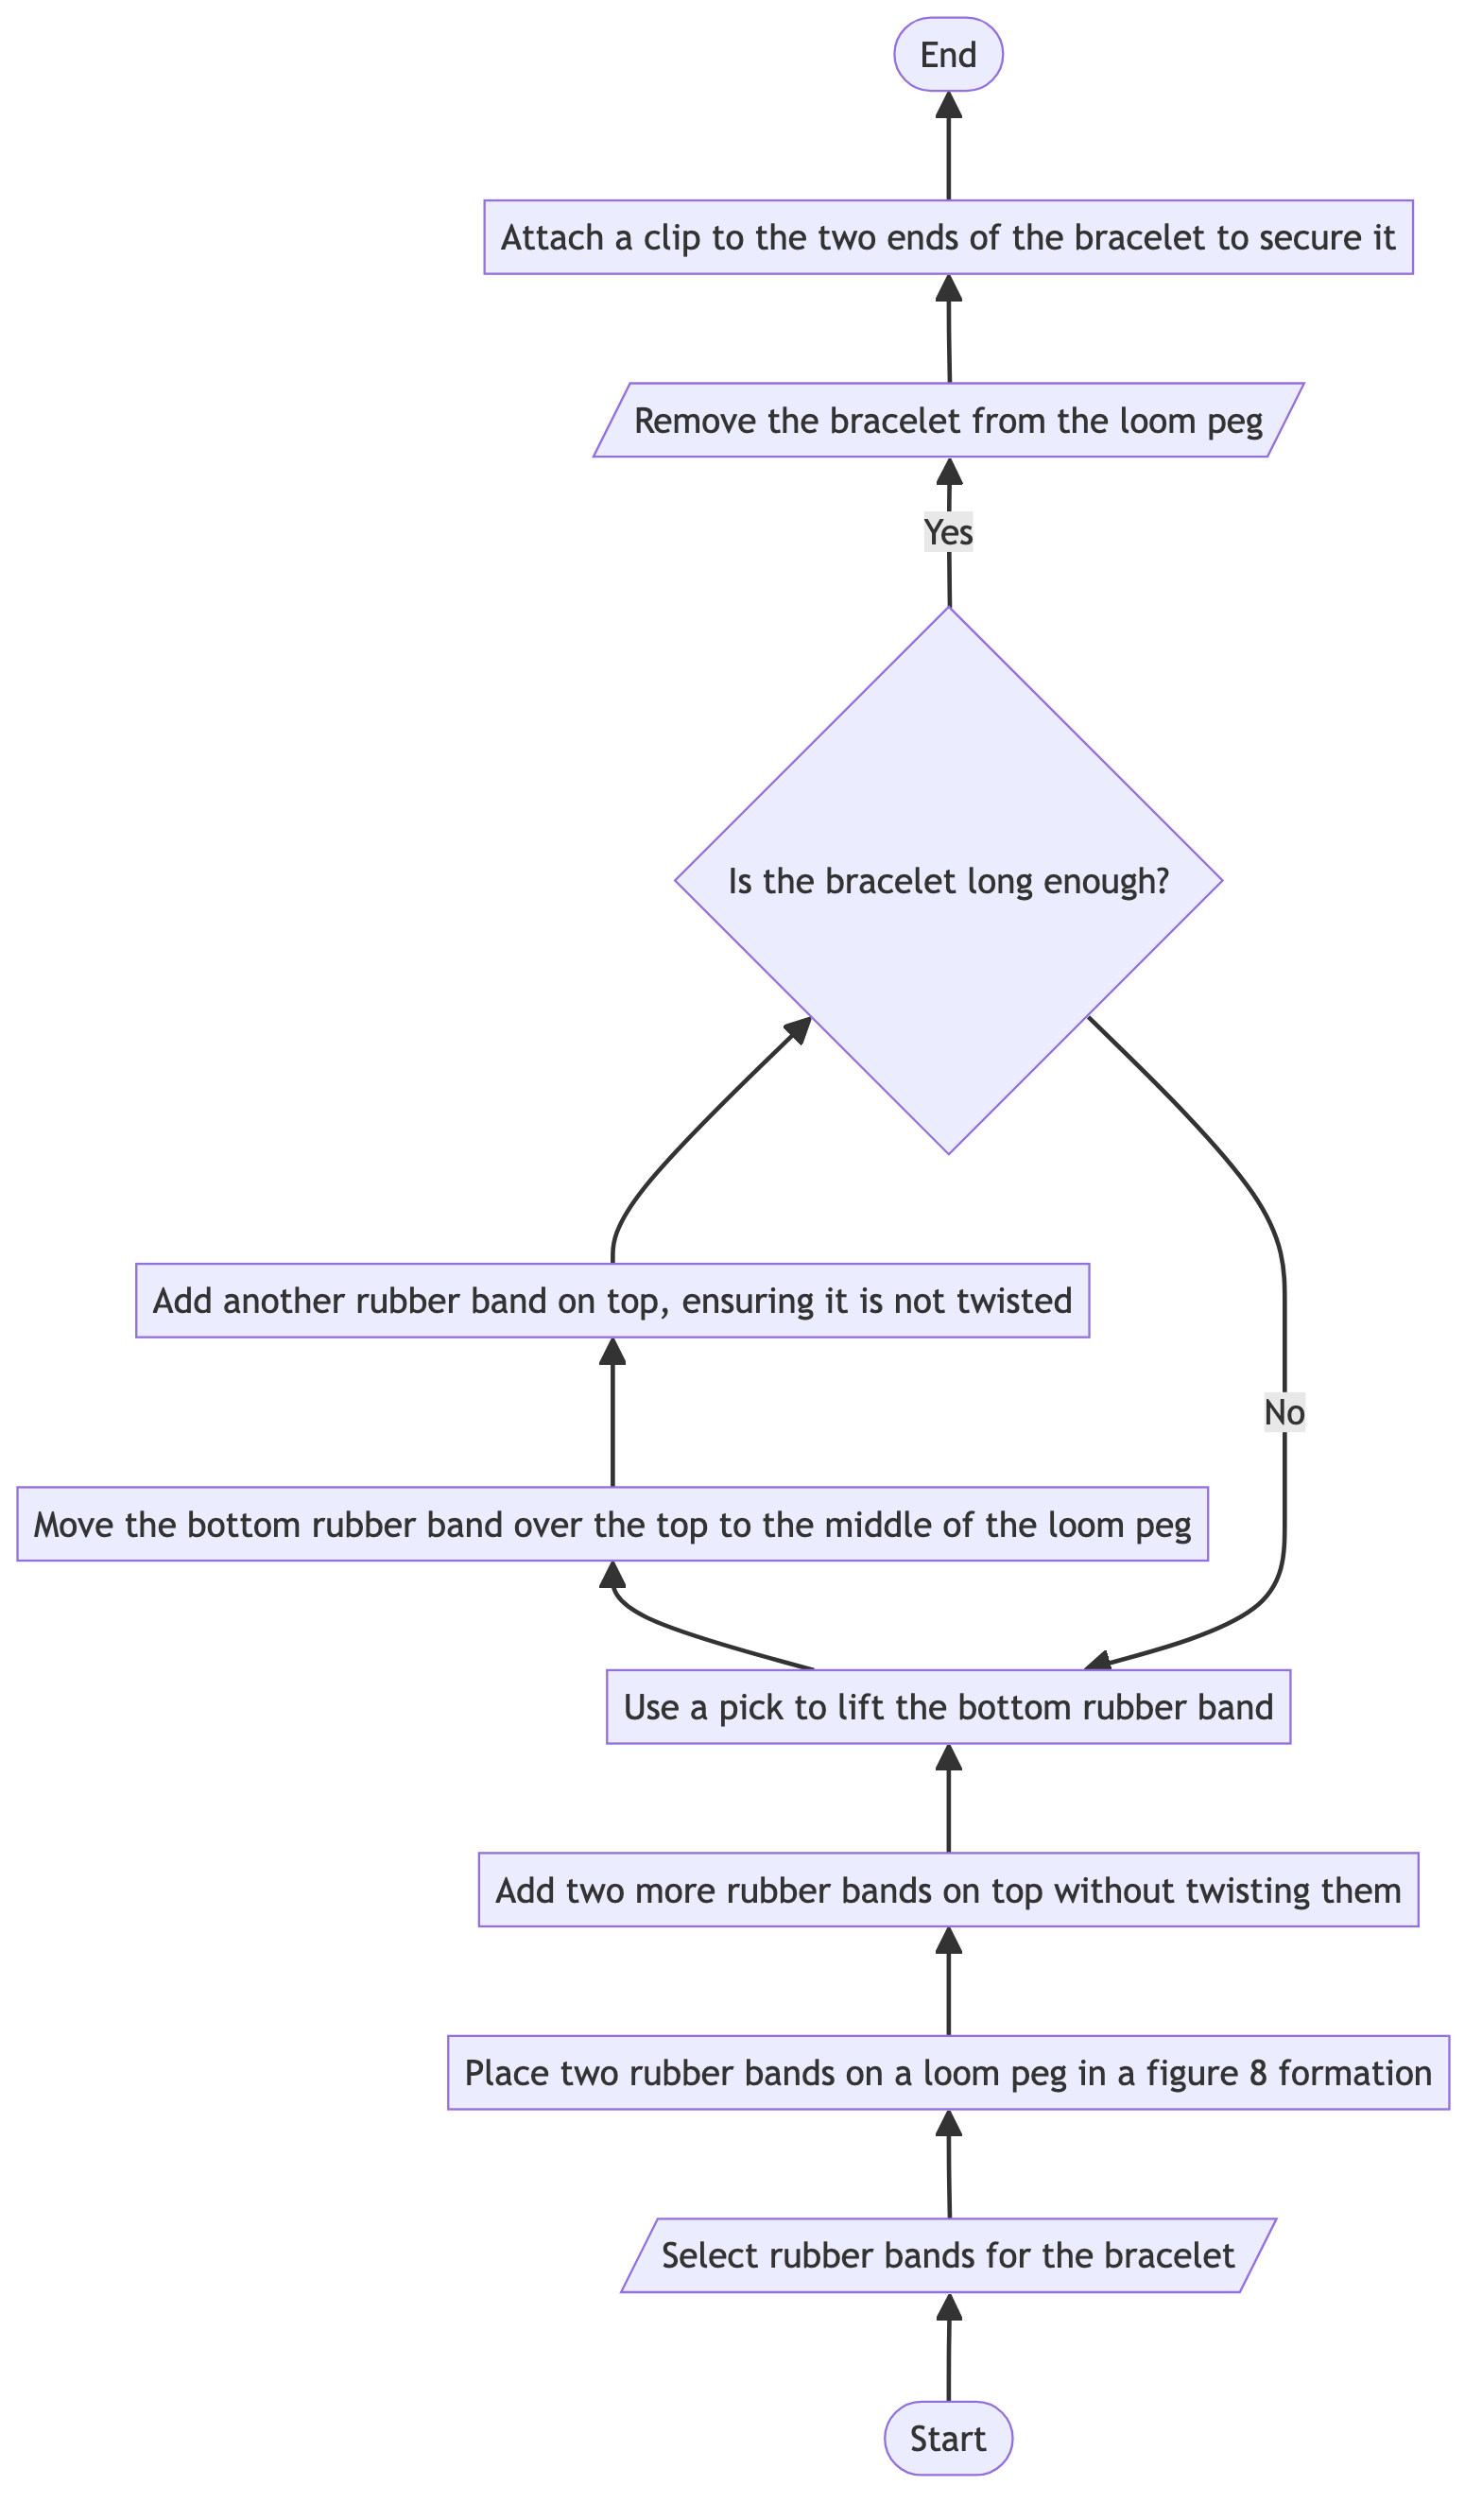 End
Attach a clip to the two ends of the bracelet to secure it
Remove the bracelet from the loom peg
Yes
Is the bracelet long enough?
Add another rubber band on top, ensuring it is not twisted
No
Move the bottom rubber band over the top to the middle of the loom peg
Use a pick to lift the bottom rubber band
Add two more rubber bands on top without twisting them
Place two rubber bands on a loom peg in a figure 8 formation
Select rubber bands for the bracelet
Start